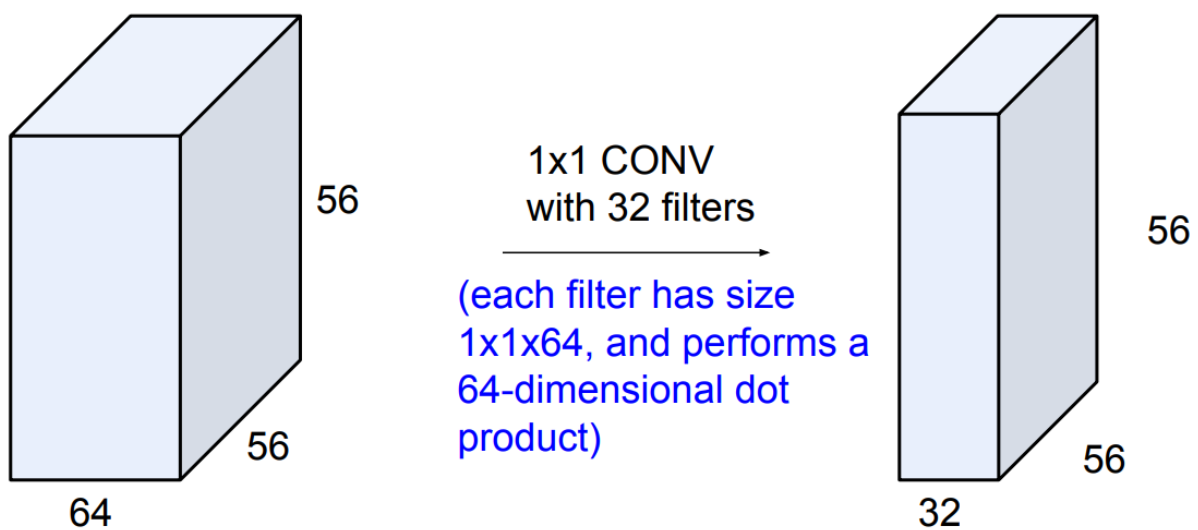 56
56
64
1x1 CONV
with 32 filters
(each filter has size
1x1x64, and performs a
64-dimensional dot
product)
56
56
32